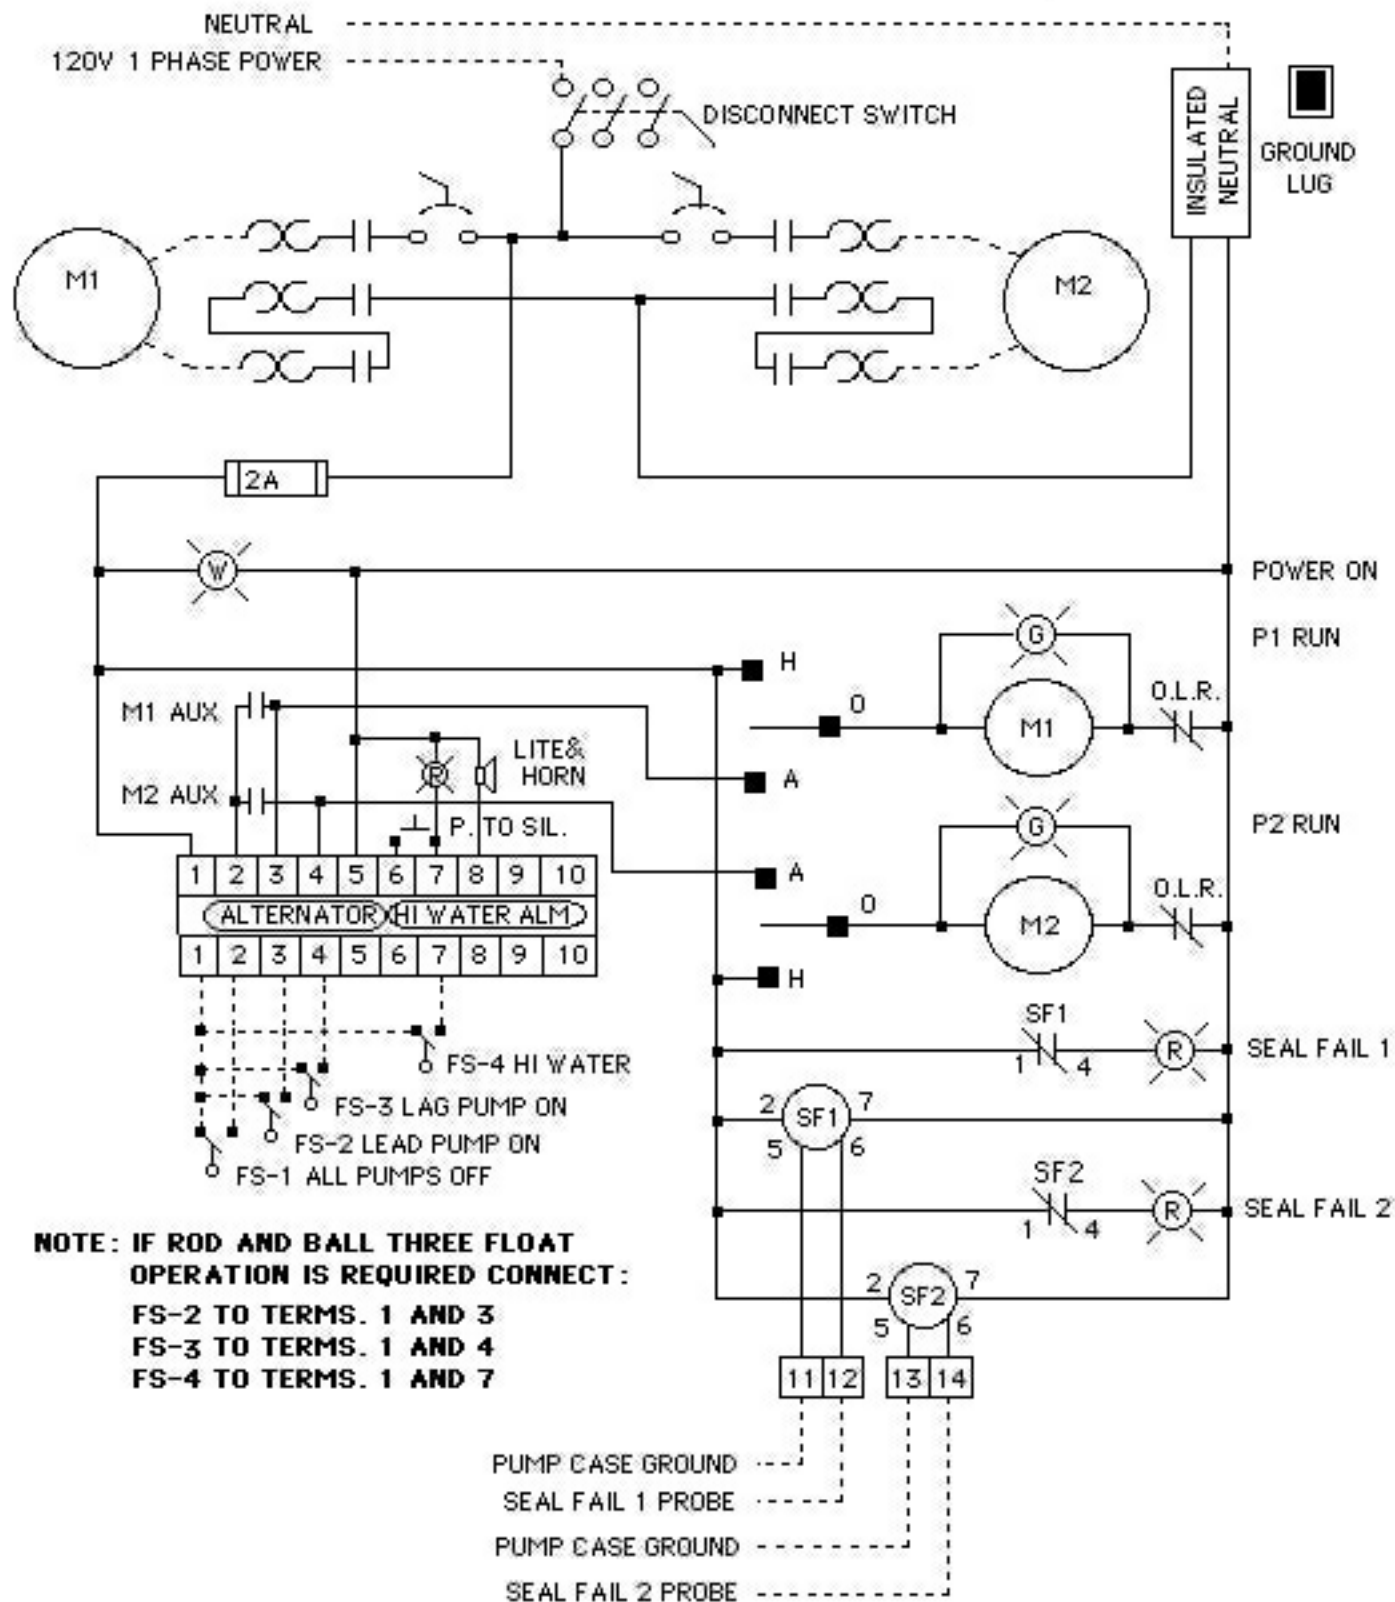 NEUTRAL
120V 1 PHASE POWER
DISCONNECT SWITCH
INSULATED
NEUTRAL
GROUND
LUG
M1
M2
2A
W
POWER ON
G
P1 RUN
H
O
M1
O.L.R.
A
M1 AUX
LITE&
HORN
R
M2 AUX
P. TO SIL.
G
P2 RUN
A
O
M2
O.L.R.
H
1 2 3 4 5 6 7 8 9 10
ALTERNATOR HI WATER ALM
1 2 3 4 5 6 7 8 9 10
FS-4 HI WATER
FS-3 LAG PUMP ON
FS-2 LEAD PUMP ON
FS-1 ALL PUMPS OFF
SF1
1 4
R
SEAL FAIL 1
2 SF1 7
5 6
SF2
1 4
R
SEAL FAIL 2
2 SF2 7
5 6
NOTE: IF ROD AND BALL THREE FLOAT
OPERATION IS REQUIRED CONNECT:
FS-2 TO TERMS. 1 AND 3
FS-3 TO TERMS. 1 AND 4
FS-4 TO TERMS. 1 AND 7
11 12 13 14
PUMP CASE GROUND
SEAL FAIL 1 PROBE
PUMP CASE GROUND
SEAL FAIL 2 PROBE